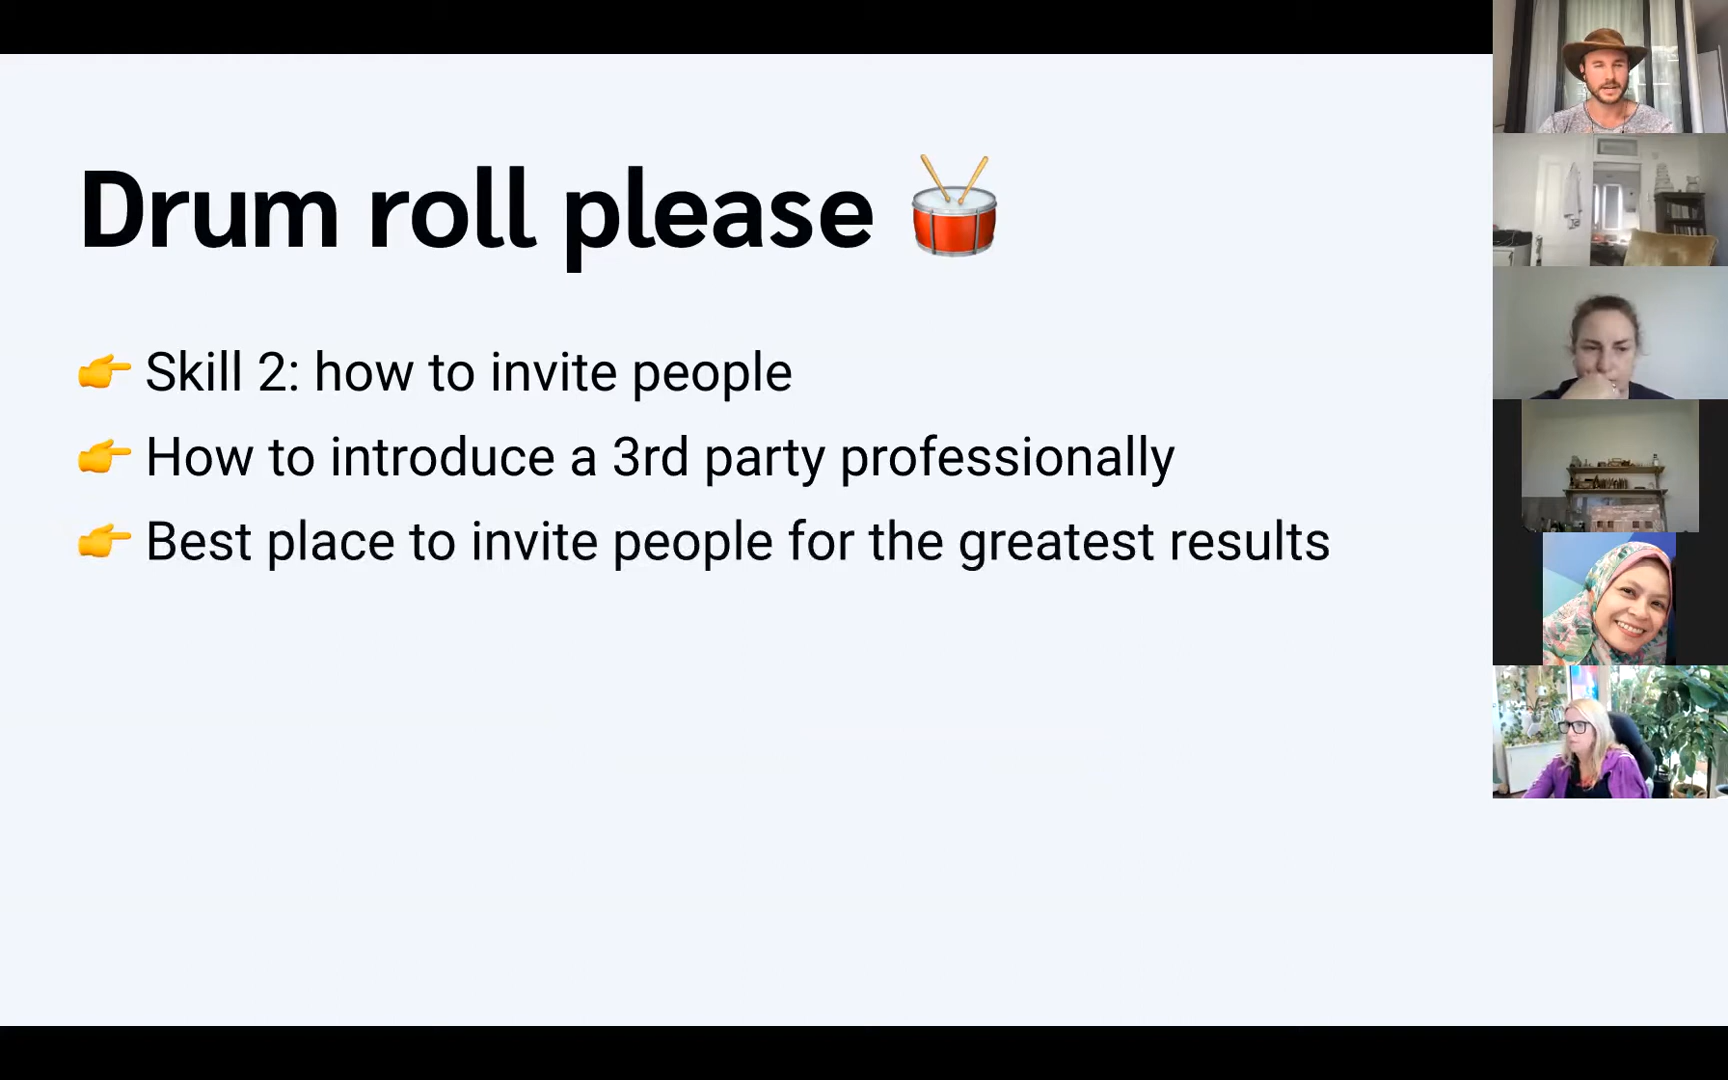 Drum roll please 🥁
👉 Skill 2: how to invite people
👉 How to introduce a 3rd party professionally
👉 Best place to invite people for the greatest results